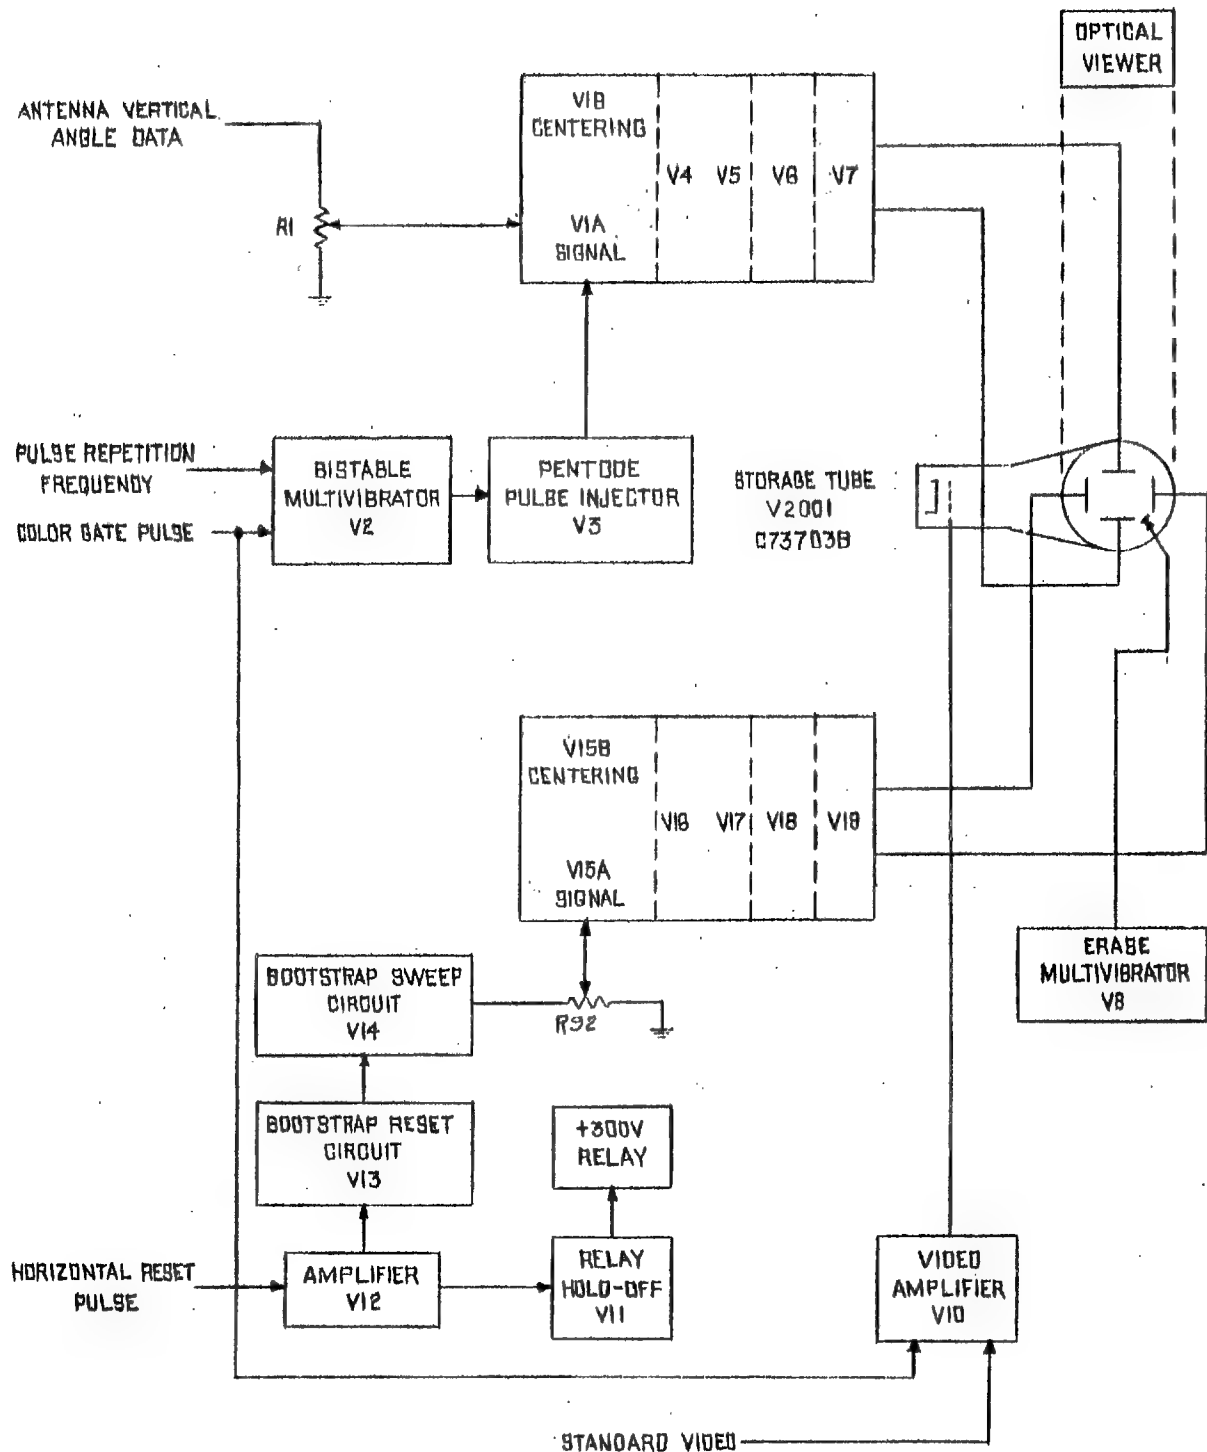 OPTICAL
VIEWER
ANTENNA VERTICAL
ANGLE DATA
V1B
CENTERING
V4 V5 V6 V7
R1
V1A
SIGNAL
PULSE REPETITION
FREQUENCY
COLOR GATE PULSE
BISTABLE
MULTIVIBRATOR
V2
PENTODE
PULSE INJECTOR
V3
STORAGE TUBE
V2001
C73703B
V15B
CENTERING
V16 V17 V18 V19
V15A
SIGNAL
ERASE
MULTIVIBRATOR
V8
BOOTSTRAP SWEEP
CIRCUIT
V14
R92
BOOTSTRAP RESET
CIRCUIT
V13
+300V
RELAY
HORIZONTAL RESET
PULSE
AMPLIFIER
V12
RELAY
HOLD-OFF
V11
VIDEO
AMPLIFIER
V10
STANDARD VIDEO